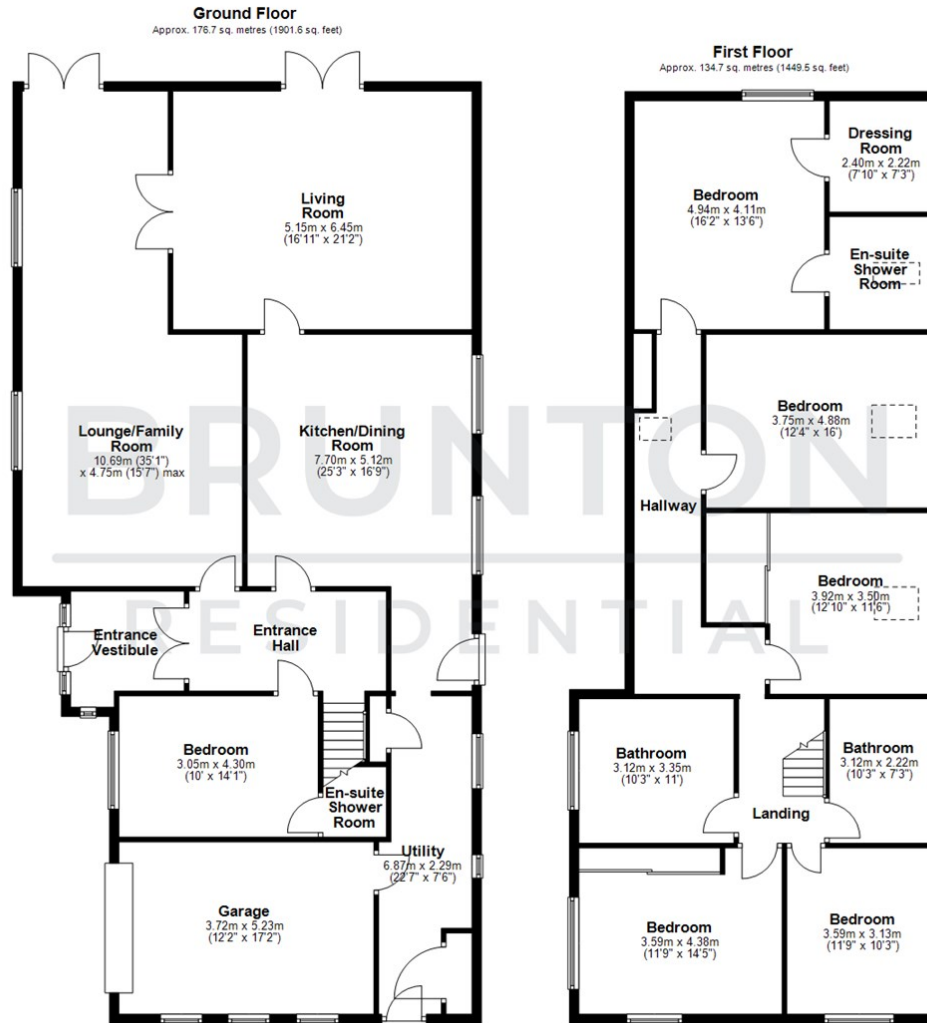 Ground Floor
Approx. 176.7 sq. metres (1901.6 sq. feet)
Living
Room
5.15m x 6.45m
(16'11" x 21'2")
Lounge/Family
Room
10.69m (35'1")
x 4.75m (15'7") max
Kitchen/Dining
Room
7.70m x 5.12m
(25'3" x 16'9")
Entrance
Vestibule
Entrance
Hall
Bedroom
3.05m x 4.30m
(10' x 14'1")
En-suite
Shower
Room
Utility
6.87m x 2.29m
(22'7" x 7'6")
Garage
3.72m x 5.23m
(12'2" x 17'2")
First Floor
Approx. 134.7 sq. metres (1449.5 sq. feet)
Dressing
Room
2.40m x 2.22m
(7'10" x 7'3")
Bedroom
4.94m x 4.11m
(16'2" x 13'6")
En-suite
Shower
Room
Bedroom
3.75m x 4.88m
(12'4" x 16')
Hallway
Bedroom
3.92m x 3.50m
(12'10" x 11'6")
Bathroom
3.12m x 3.35m
(10'3" x 11')
Bathroom
3.12m x 2.22m
(10'3" x 7'3")
Landing
Bedroom
3.59m x 4.38m
(11'9" x 14'5")
Bedroom
3.59m x 3.13m
(11'9" x 10'3")
BRUNTON
RESIDENTIAL